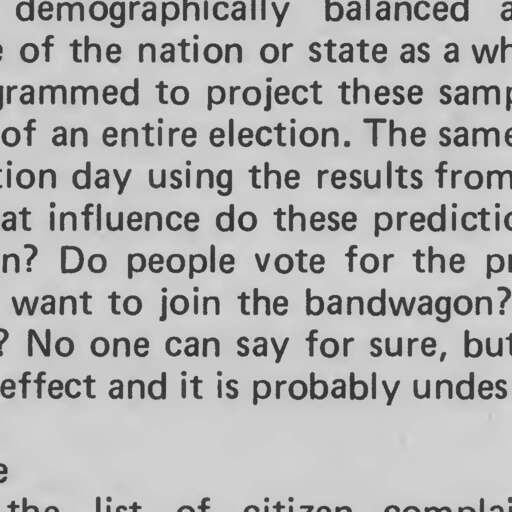 demographically balanced
of the nation or state as a wh
grammed to project these samp
of an entire election. The same
tion day using the results from
at influence do these predictio
n? Do people vote for the pr
want to join the bandwagon?
? No one can say for sure, but
effect and it is probably undes
e
the list of citizen complai